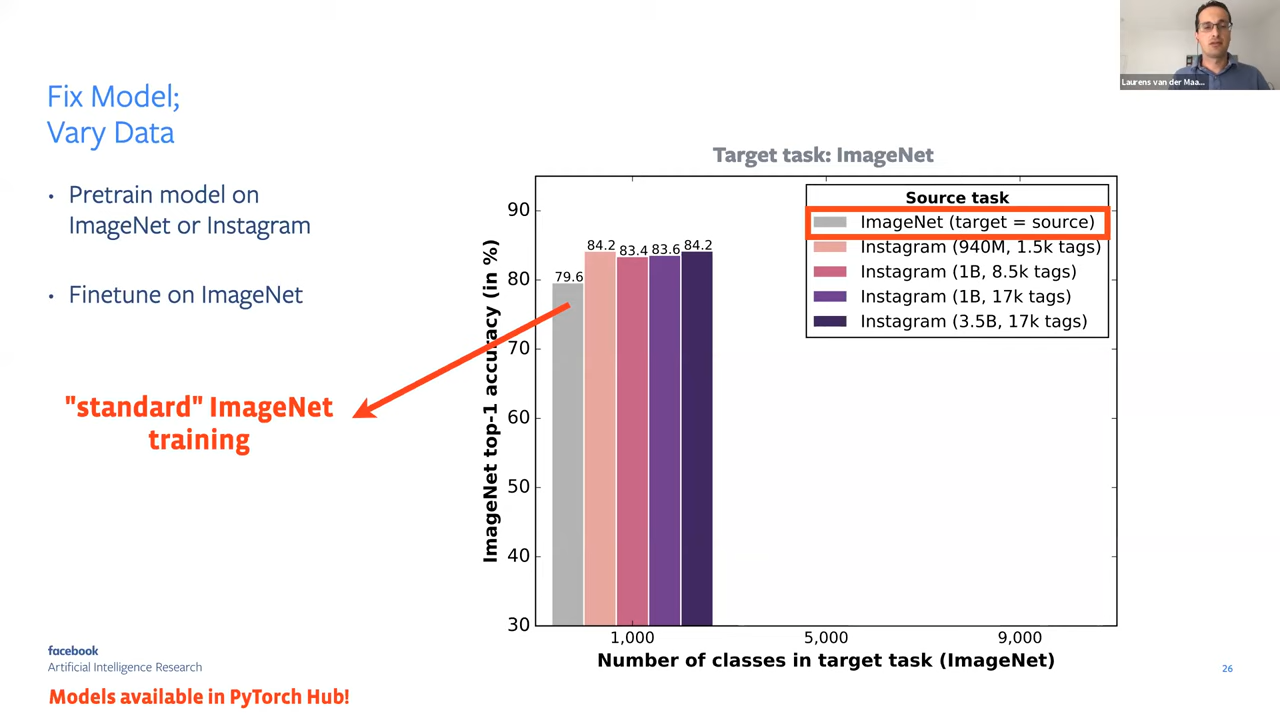 Laurens van der Maa...
Fix Model;
Vary Data
• Pretrain model on
ImageNet or Instagram
• Finetune on ImageNet
"standard" ImageNet
training
Target task: ImageNet
Source task
ImageNet (target = source)
Instagram (940M, 1.5k tags)
Instagram (1B, 8.5k tags)
Instagram (1B, 17k tags)
Instagram (3.5B, 17k tags)
ImageNet top-1 accuracy (in %)
90
80
70
60
50
40
30
79.6
84.2
83.4
83.6
84.2
1,000
5,000
9,000
Number of classes in target task (ImageNet)
facebook
Artificial Intelligence Research
Models available in PyTorch Hub!
26